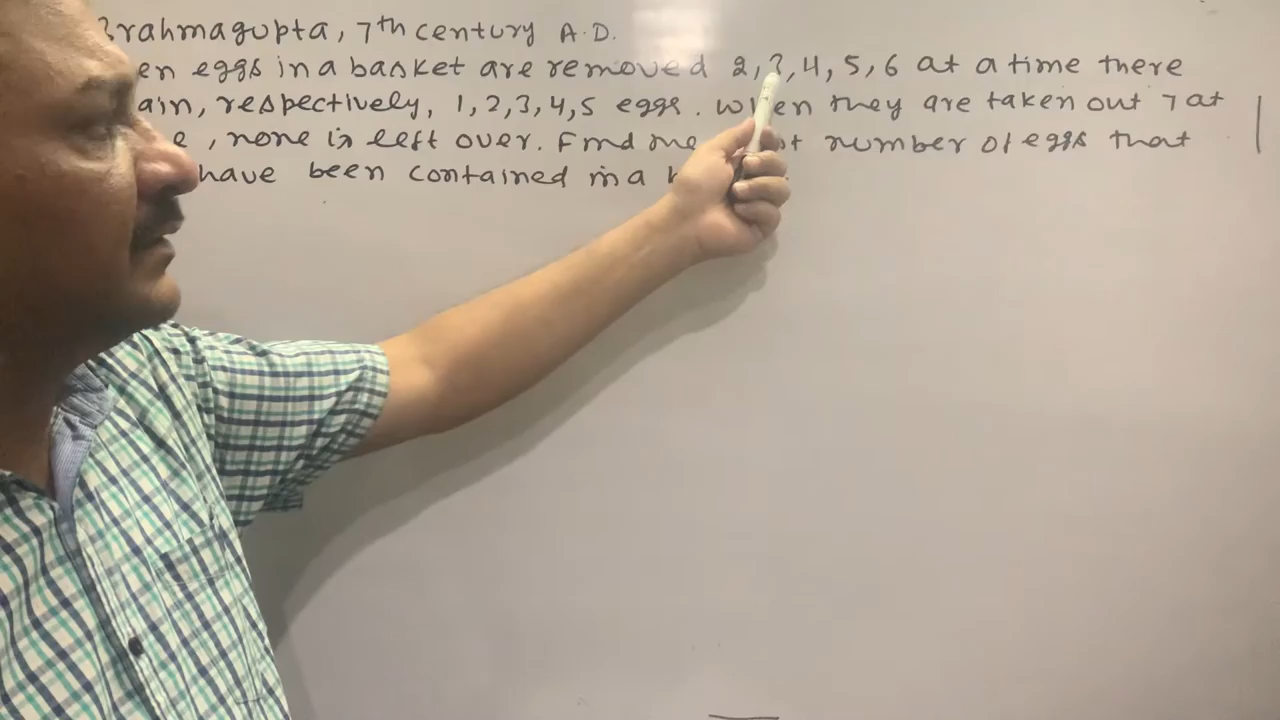 Brahmagupta, 7th century A.D.
en eggs in a basket are removed 2,3,4,5,6 at a time there
ain, respectively, 1,2,3,4,5 eggs. when they are taken out 7 at
e, none is left over. Find number of eggs that
have been contained in a